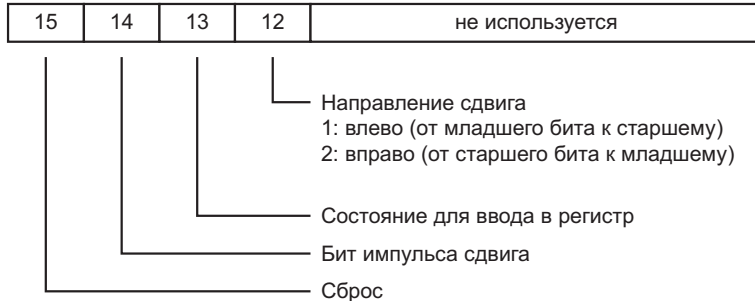 15 14 13 12 не используется
Направление сдвига
1: влево (от младшего бита к старшему)
2: вправо (от старшего бита к младшему)
Состояние для ввода в регистр
Бит импульса сдвига
Сброс